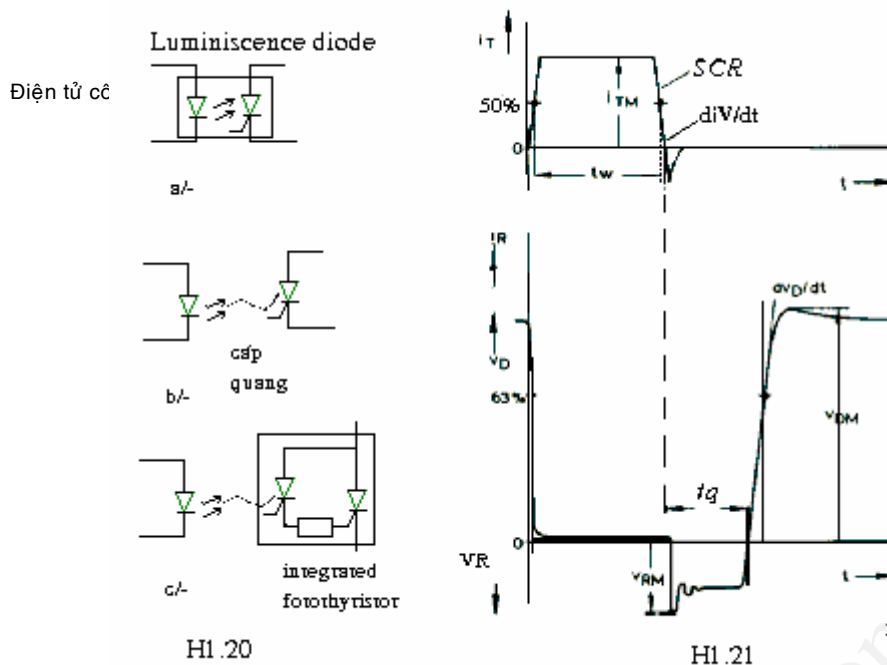 Điện tử cô
Luminiscence diode
a/-
cáp
quang
b/-
integrated
fotothyristor
c/-
H1.20
iT
SCR
50%
iTM
diV/dt
0
tw
t
iR
dvD/dt
vD
63%
vDM
tq
0
VR
vRM
t
H1.21